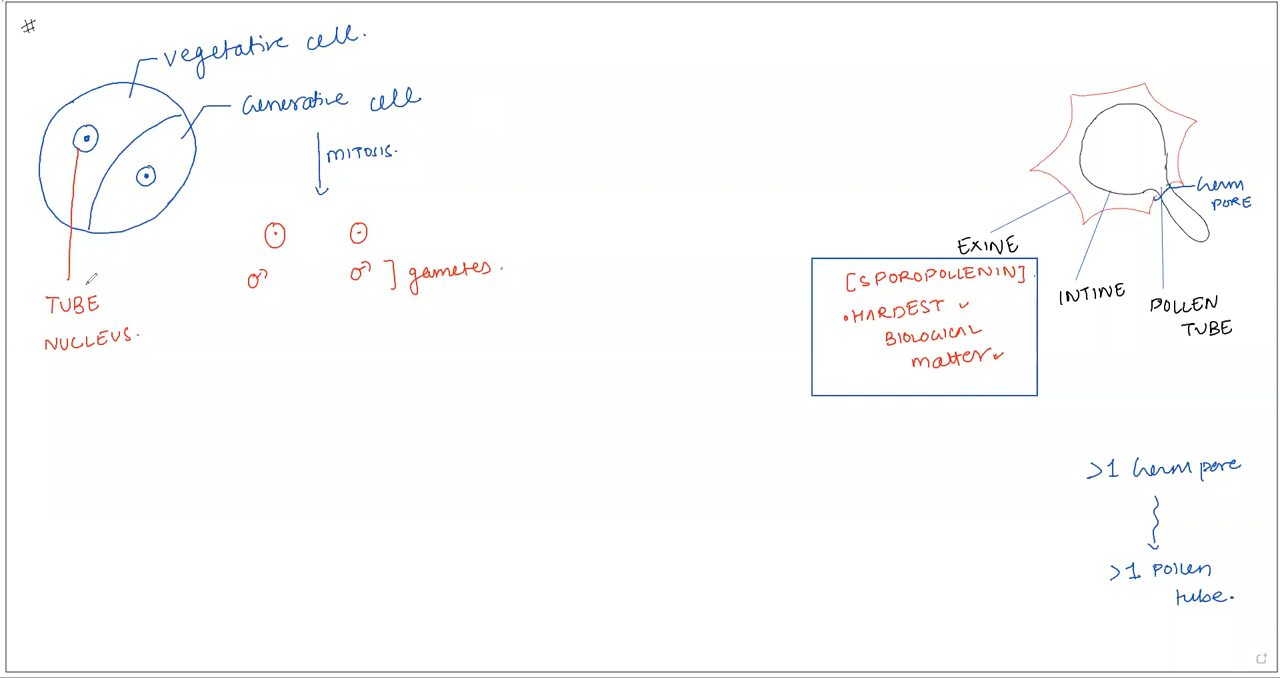 #
vegetative cell.
Generative cell
MITOSIS.
♂ ♂ ] gametes.
TUBE
NUCLEUS.
Germ
PORE
EXINE
[SPOROPOLLENIN].
• HARDEST ✓
BIOLOGICAL
matter ✓
INTINE
POLLEN
TUBE
>1 Germ pore
>1 Pollen
tube.